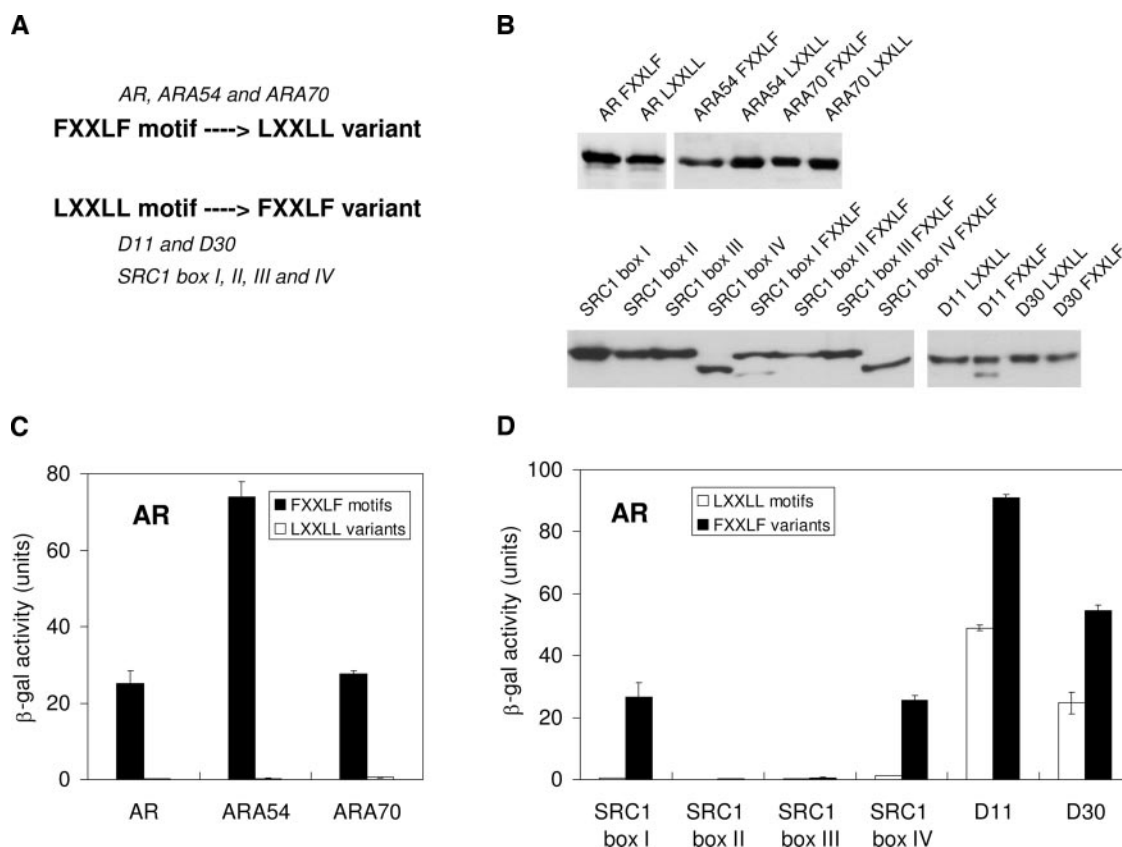 A
AR, ARA54 and ARA70
FXXLF motif ----> LXXLL variant
LXXLL motif ----> FXXLF variant
D11 and D30
SRC1 box I, II, III and IV
B
AR FXXLF
AR LXXLL
ARA54 FXXLF
ARA54 LXXLL
ARA70 FXXLF
ARA70 LXXLL
SRC1 box I
SRC1 box II
SRC1 box III
SRC1 box IV
SRC1 box I FXXLF
SRC1 box II FXXLF
SRC1 box III FXXLF
SRC1 box IV FXXLF
D11 LXXLL
D11 FXXLF
D30 LXXLL
D30 FXXLF
C
AR
FXXLF motifs
LXXLL variants
β-gal activity (units)
80
60
40
20
0
AR ARA54 ARA70
D
AR
LXXLL motifs
FXXLF variants
β-gal activity (units)
100
80
60
40
20
0
SRC1 SRC1 SRC1 SRC1 D11 D30
box I box II box III box IV